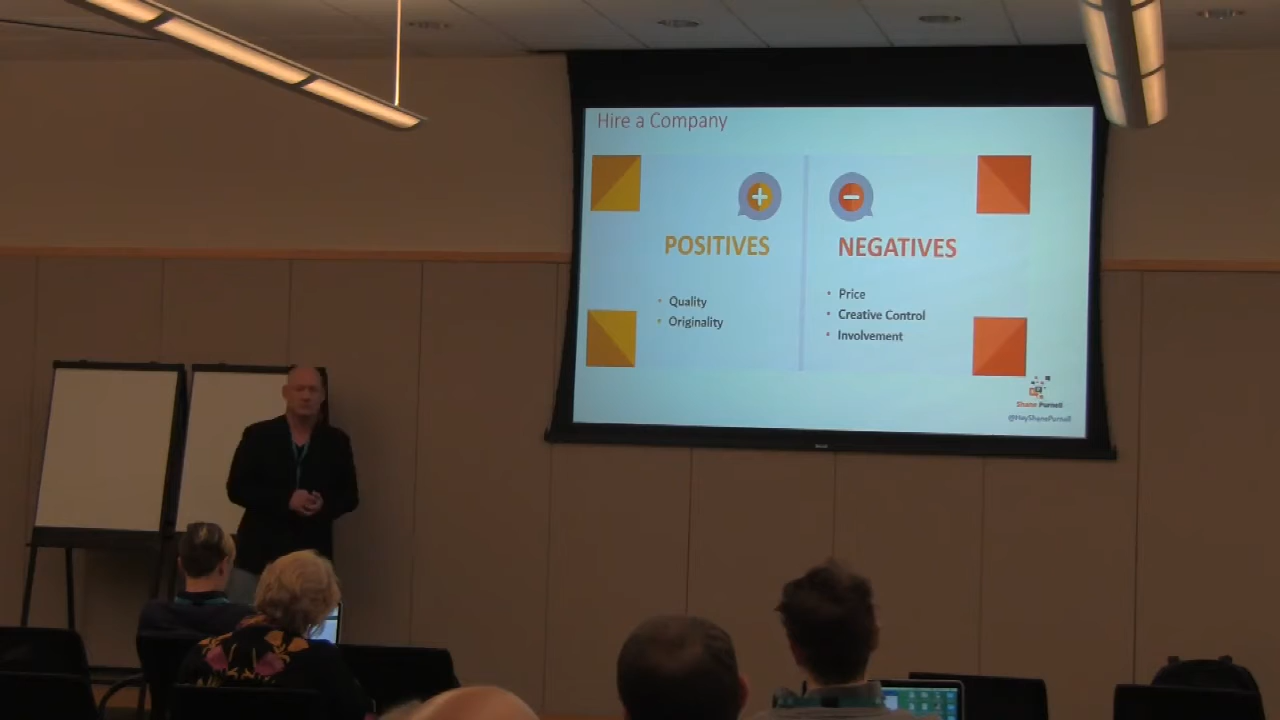 Hire a Company
POSITIVES
• Quality
• Originality
NEGATIVES
• Price
• Creative Control
• Involvement
Shane Purnell
@HeyShanePurnell